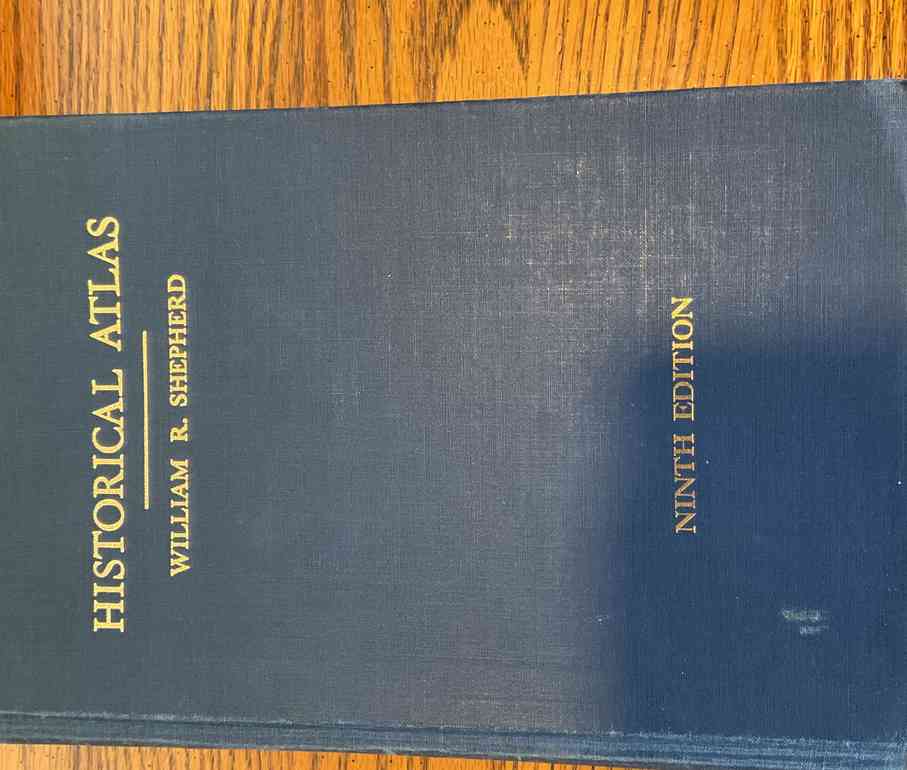 HISTORICAL ATLAS
WILLIAM R. SHEPHERD
NINTH EDITION